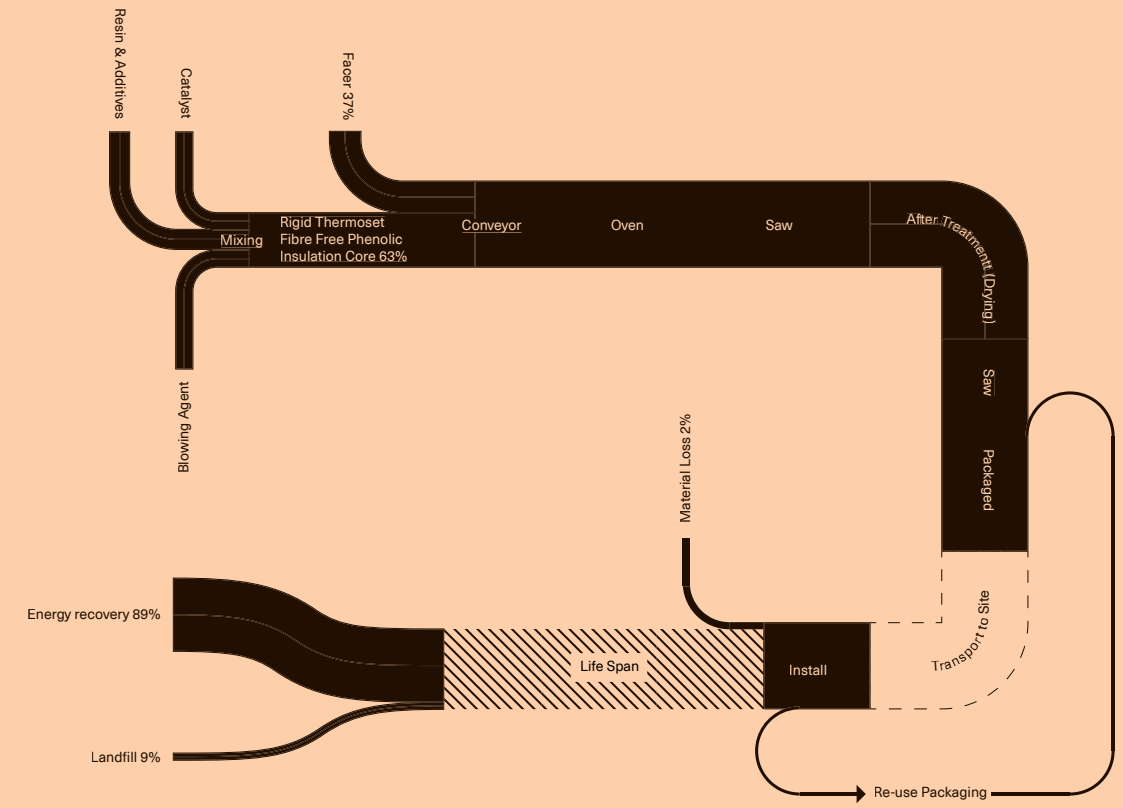 Resin & Additives
Catalyst
Facer 37%
Mixing
Rigid Thermoset
Fibre Free Phenolic
Insulation Core 63%
Conveyor
Oven
Saw
After Treatmentt (Drying)
Blowing Agent
Saw
Packaged
Material Loss 2%
Transport to Site
Install
Life Span
Energy recovery 89%
Landfill 9%
Re-use Packaging